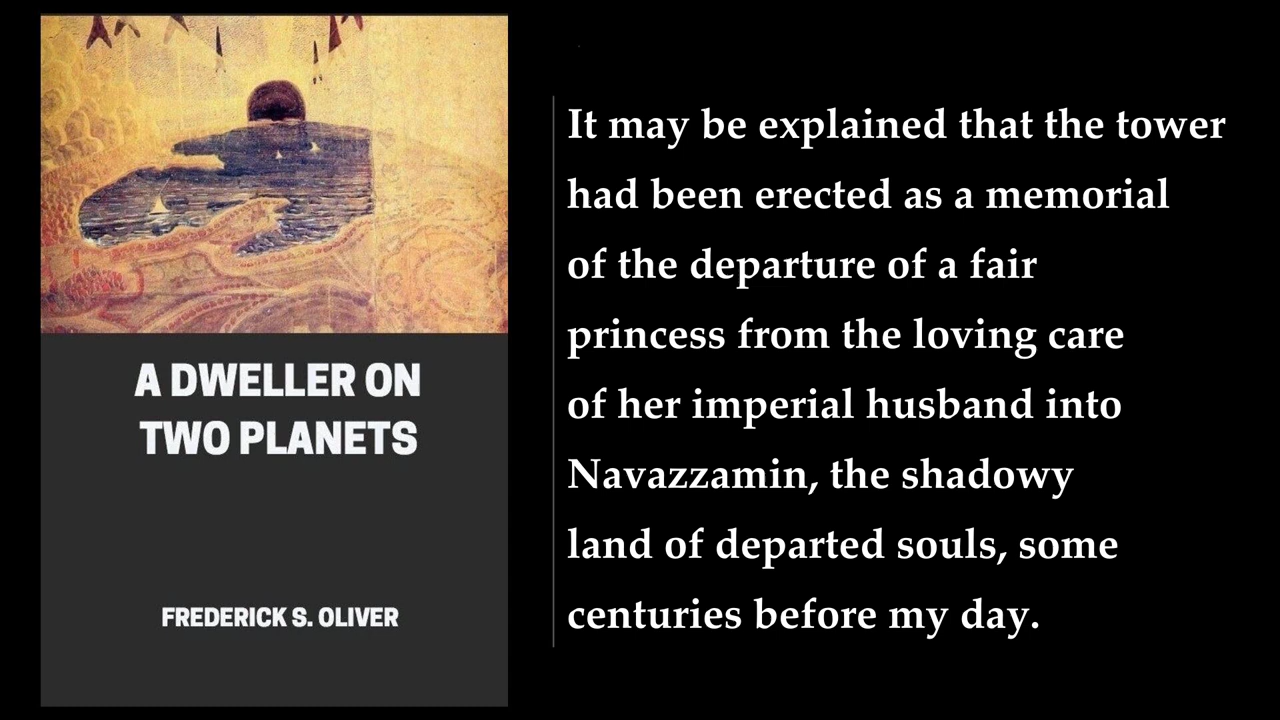 A DWELLER ON
TWO PLANETS
FREDERICK S. OLIVER
It may be explained that the tower
had been erected as a memorial
of the departure of a fair
princess from the loving care
of her imperial husband into
Navazzamin, the shadowy
land of departed souls, some
centuries before my day.